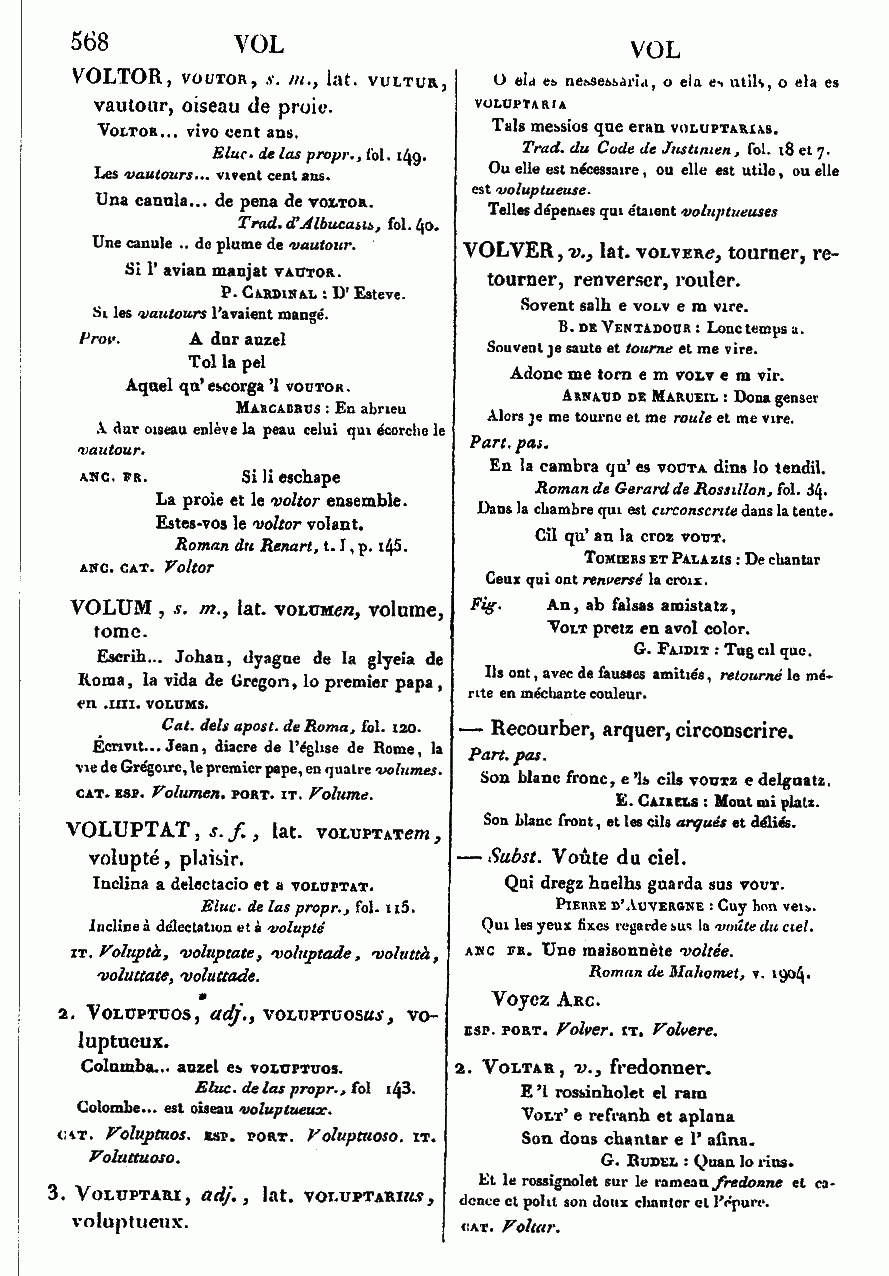 568 VOL
VOLTOR, VOUTOR, s. m., lat. VULTUR,
vautour, oiseau de proie.
VOLTOR... vivo cent ans.
Eluc. de las propr., fol. 149.
Les vautours... vivent cent ans.
Una canula... de pena de VOLTOR.
Trad. d'Albucasis, fol. 40.
Une canule .. de plume de vautour.
Si l' avian manjat VAUTOR.
P. CARDINAL : D' Esteve.
Si les vautours l'avaient mangé.
Prov. A dur auzel
Tol la pel
Aquel qu' escorga 'l VOUTOR.
MARCABRUS : En abrieu
A dur oiseau enlève la peau celui qui écorche le
vautour.
ANC. FR. Si li eschape
La proie et le voltor ensemble.
Estes-vos le voltor volant.
Roman du Renart, t. I, p. 145.
ANC. CAT. Voltor
VOLUM, s. m., lat. VOLUMen, volume,
tome.
Escrih... Johan, dyague de la glyeia de
Roma, la vida de Gregori, lo premier papa,
en .IIII. VOLUMS.
Cat. dels apost. de Roma, fol. 120.
Écrivit... Jean, diacre de l'église de Rome, la
vie de Grégoire, le premier pape, en quatre volumes.
CAT. ESP. Volumen. PORT. IT. Volume.
VOLUPTAT, s. f., lat. VOLUPTATem,
volupté, plaisir.
Inclina a delectacio et a VOLUPTAT.
Eluc. de las propr., fol. 115.
Incline à délectation et à volupté
IT. Voluptà, voluptate, voluptade, voluttà,
voluttate, voluttade.
2. VOLUPTUOS, adj., VOLUPTUOSus, vo-
luptueux.
Columba... auzel es VOLUPTUOS.
Eluc. de las propr., fol 143.
Colombe... est oiseau voluptueux.
CAT. Voluptuos. ESP. PORT. Voluptuoso. IT.
Voluttuoso.
3. VOLUPTARI, adj., lat. VOLUPTARIus,
voluptueux.
VOL
O ela es nessessaria, o ela es utils, o ela es
VOLUPTARIA
Tals messios que eran VOLUPTARIAS.
Trad. du Code de Justinien, fol. 18 et 7.
Ou elle est nécessaire, ou elle est utile, ou elle
est voluptueuse.
Telles dépenses qui étaient voluptueuses
VOLVER, v., lat. VOLVERe, tourner, re-
tourner, renverser, rouler.
Sovent salh e VOLV e m vire.
B. DE VENTADOUR : Lonc temps a.
Souvent je saute et tourne et me vire.
Adonc me torn e m VOLV e m vir.
ARNAUD DE MARUEIL : Dona genser
Alors je me tourne et me roule et me vire.
Part. pas.
En la cambra qu' es VOUTA dins lo tendil.
Roman de Gerard de Rossillon, fol. 34.
Dans la chambre qui est circonscrite dans la tente.
Cil qu' an la croz VOUT.
TOMIERS ET PALAZIS : De chantar
Ceux qui ont renversé la croix.
Fig. An, ab falsas amistatz,
VOLT pretz en avol color.
G. FAIDIT : Tug cil que.
Ils ont, avec de fausses amitiés, retourné le mé-
rite en méchante couleur.
— Recourber, arquer, circonscrire.
Part. pas.
Son blanc fronc, e 'ls cils VOUTZ e delguatz.
E. CAIRELS : Mont mi platz.
Son blanc front, et les cils arqués et déliés.
— Subst. Voûte du ciel.
Qui dregz huelhs guarda sus VOUT.
PIERRE D'AUVERGNE : Cuy bon vers.
Qui les yeux fixes regarde sus la voûte du ciel.
ANC FR. Une maisonnète voltée.
Roman de Mahomet, v. 1904.
Voyez ARC.
ESP. PORT. Volver. IT. Volvere.
2. VOLTAR, v., fredonner.
E 'l rossinholet el ram
VOLT' e refranh et aplana
Son dous chantar e l' afina.
G. RUDEL : Quan lo rius.
Et le rossignolet sur le rameau fredonne et ca-
dence et polit son doux chanter et l'épure.
CAT. Voltar.